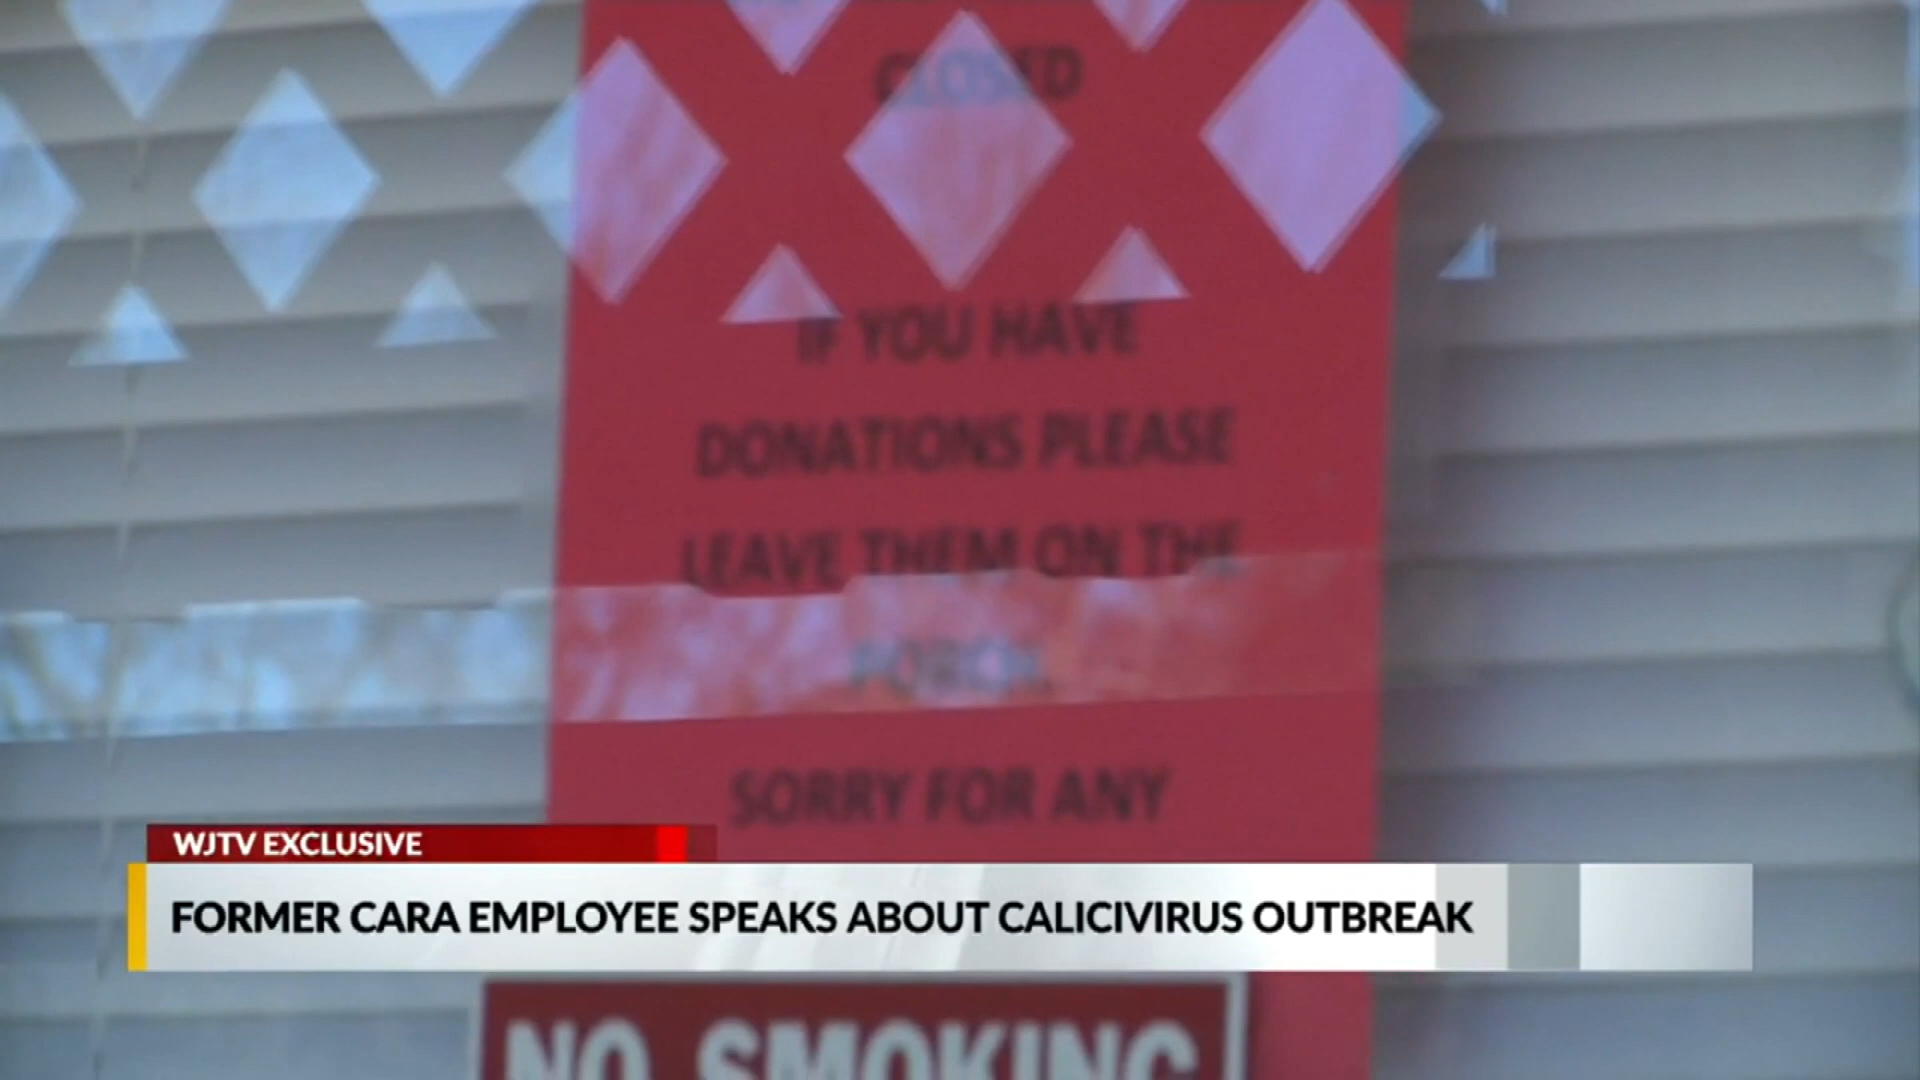 CLOSED
IF YOU HAVE
DONATIONS PLEASE
LEAVE THEM ON THE
PORCH.
SORRY FOR ANY
WJTV EXCLUSIVE
FORMER CARA EMPLOYEE SPEAKS ABOUT CALICIVIRUS OUTBREAK
NO SMOKING